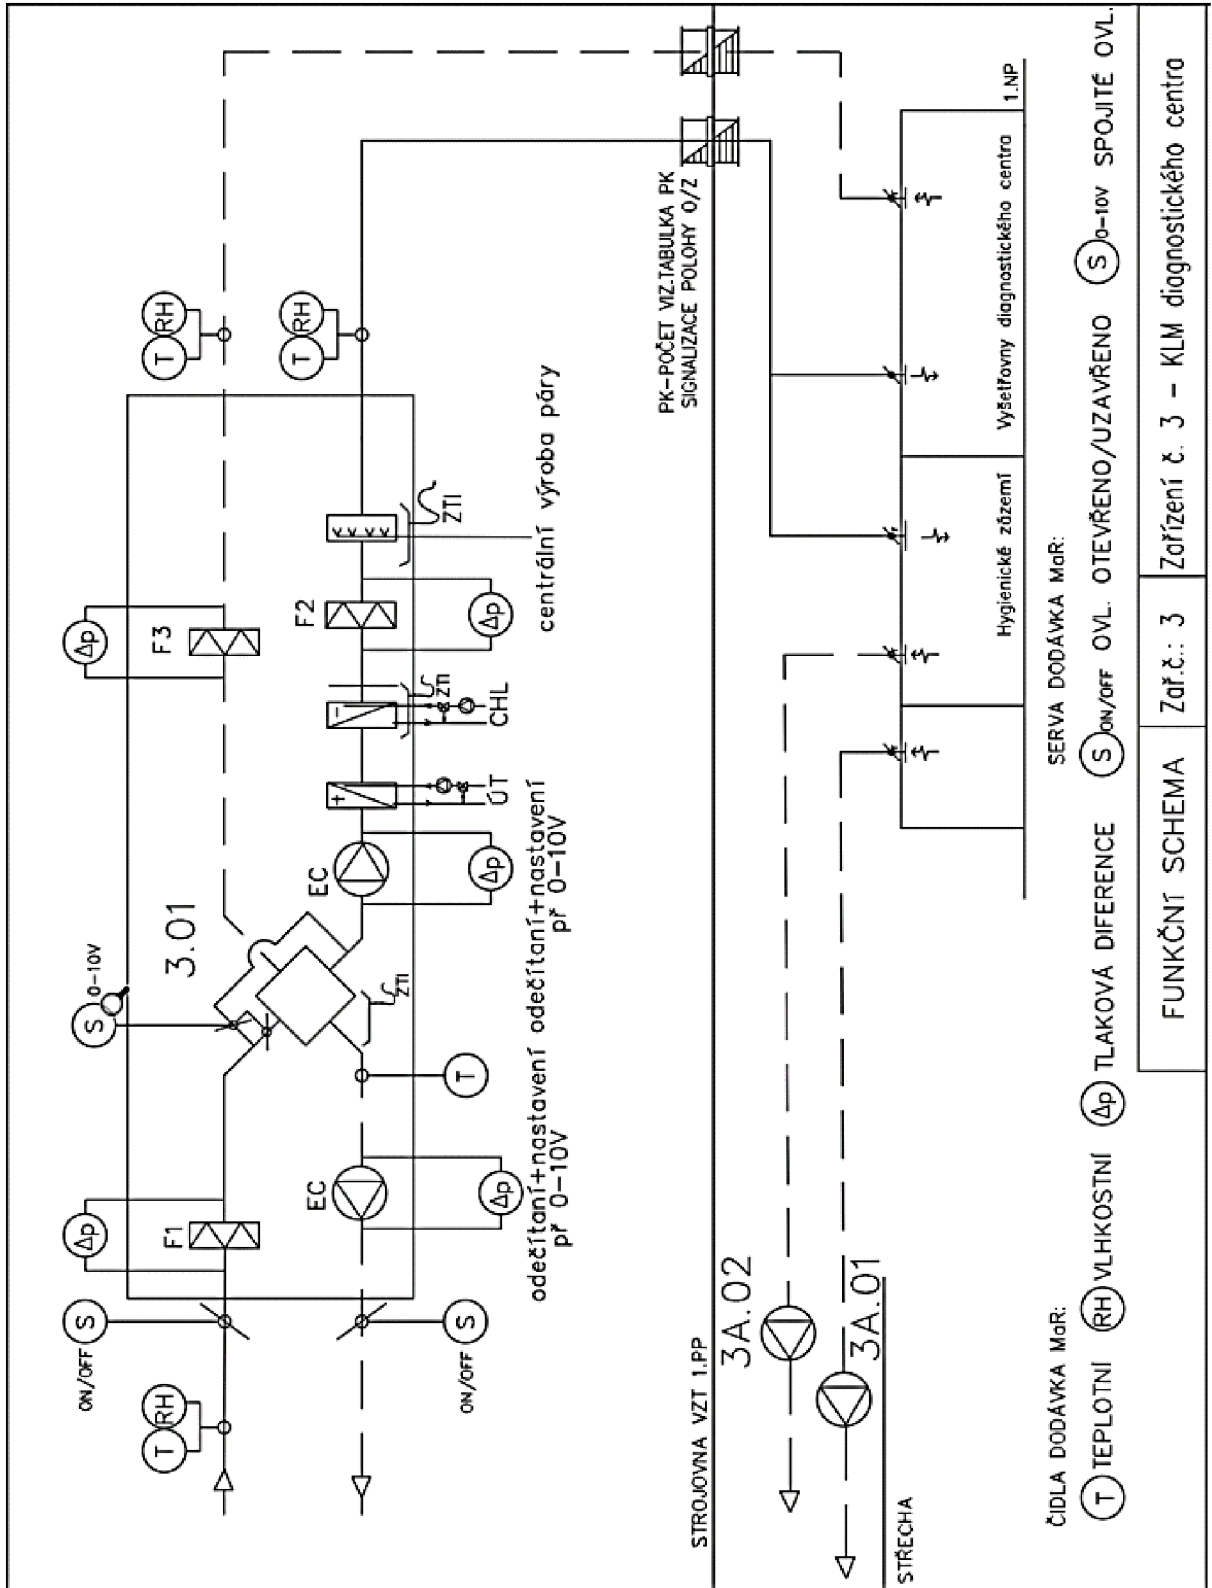 T
RH
ON/OFF
S
Δp
F1
S
0-10V
3.01
Δp
F3
T
RH
ON/OFF
S
EC
Δp
T
ZTI
EC
Δp
+
ÚT
-
ZTI
CHL
F2
Δp
ZTI
T
RH
odečítaní+nastavení
př 0-10V
odečítaní+nastavení
př 0-10V
centrální výroba páry
STROJOVNA VZT 1.PP
PK-POČET VIZ.TABULKA PK
SIGNALIZACE POLOHY O/Z
3A.02
3A.01
STŘECHA
Hygienické zázemí
Vyšetřovny diagnostického centra
1.NP
ČIDLA DODÁVKA MaR:
SERVA DODÁVKA MaR:
T TEPLOTNÍ RH VLHKOSTNÍ Δp TLAKOVÁ DIFERENCE S ON/OFF OVL. OTEVŘENO/UZAVŘENO S 0-10V SPOJITÉ OVL.
FUNKČNÍ SCHEMA
Zař.č.: 3
Zařízení č. 3 - KLM diagnostického centra